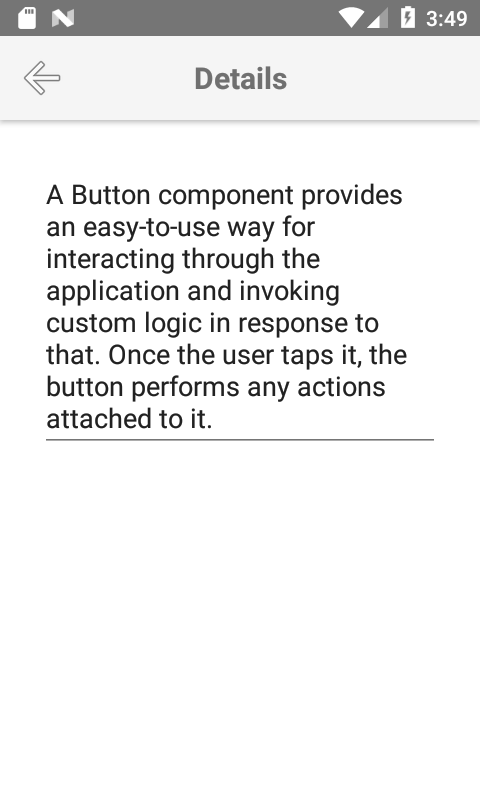 3:49
Details
A Button component provides
an easy-to-use way for
interacting through the
application and invoking
custom logic in response to
that. Once the user taps it, the
button performs any actions
attached to it.